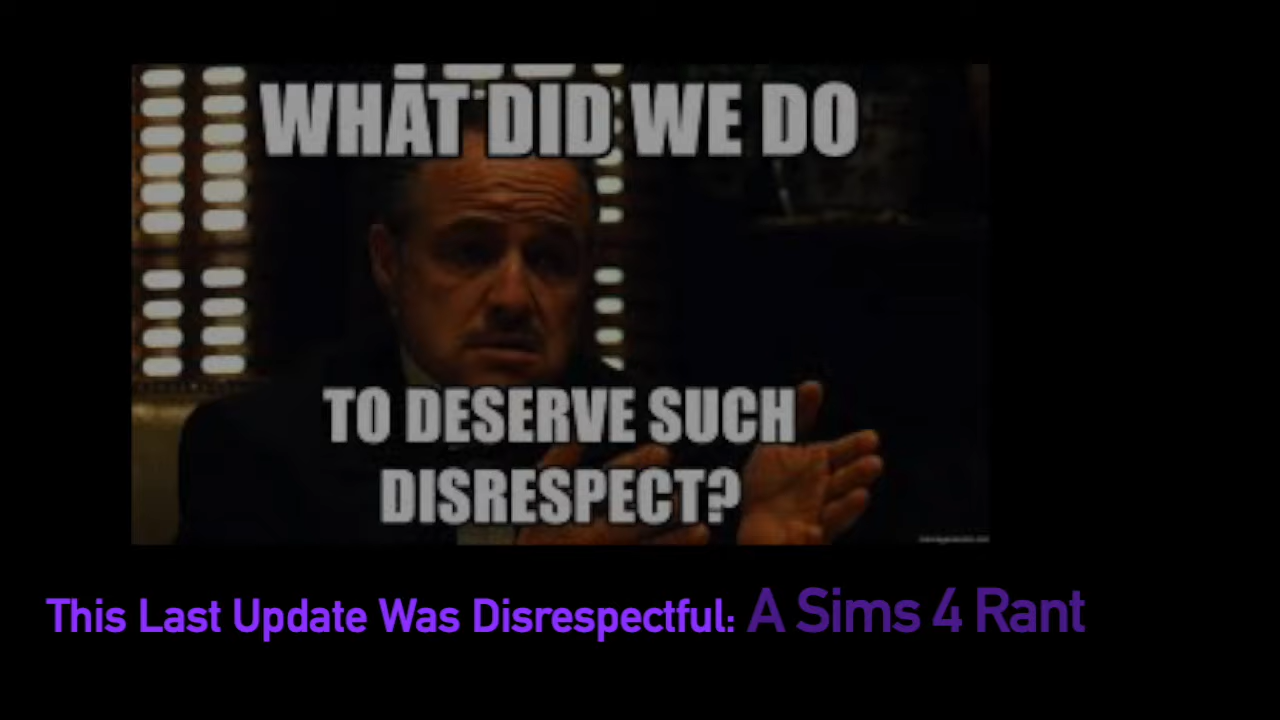 WHAT DID WE DO
TO DESERVE SUCH
DISRESPECT?
This Last Update Was Disrespectful: A Sims 4 Rant